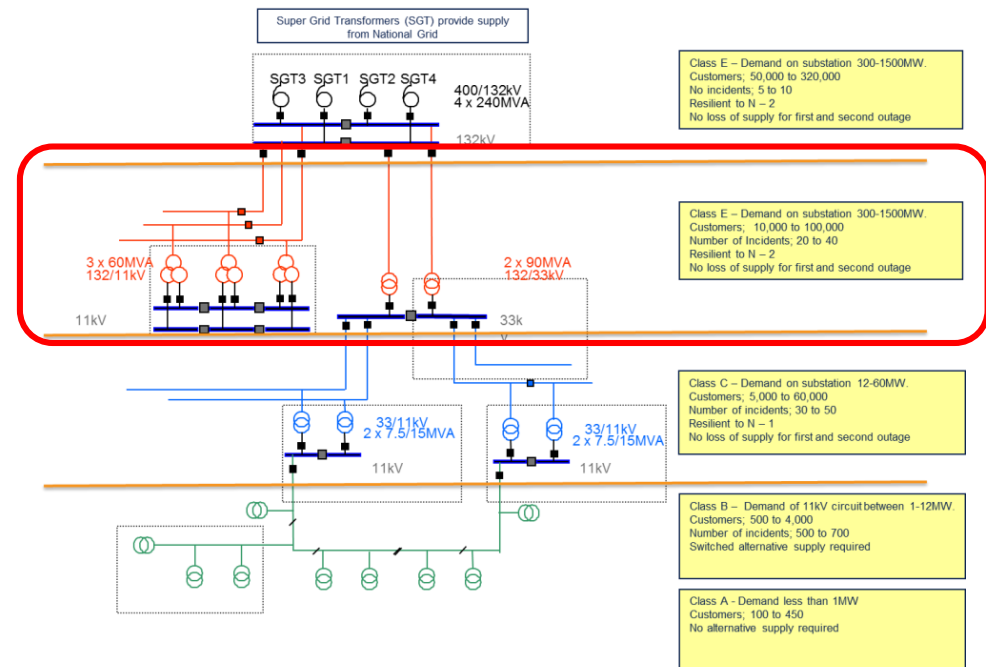 Super Grid Transformers (SGT) provide supply
from National Grid
SGT3 SGT1 SGT2 SGT4
400/132kV
4 x 240MVA
132kV
Class E – Demand on substation 300-1500MW.
Customers; 50,000 to 320,000
No incidents; 5 to 10
Resilient to N – 2
No loss of supply for first and second outage
3 x 60MVA
132/11kV
11kV
2 x 90MVA
132/33kV
33k
V
Class E – Demand on substation 300-1500MW.
Customers; 10,000 to 100,000
Number of Incidents; 20 to 40
Resilient to N – 2
No loss of supply for first and second outage
33/11kV
2 x 7.5/15MVA
11kV
33/11kV
2 x 7.5/15MVA
11kV
Class C – Demand on substation 12-60MW.
Customers; 5,000 to 60,000
Number of incidents; 30 to 50
Resilient to N – 1
No loss of supply for first and second outage
Class B – Demand of 11kV circuit between 1-12MW.
Customers; 500 to 4,000
Number of incidents; 500 to 700
Switched alternative supply required
Class A - Demand less than 1MW
Customers; 100 to 450
No alternative supply required